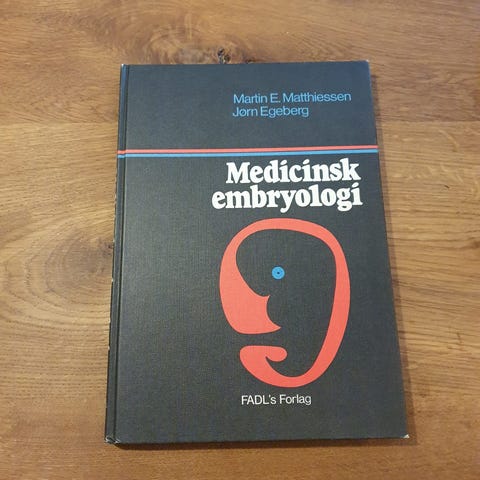 Martin E. Matthiessen
Jørn Egeberg
Medicinsk
embryologi
FADL's Forlag